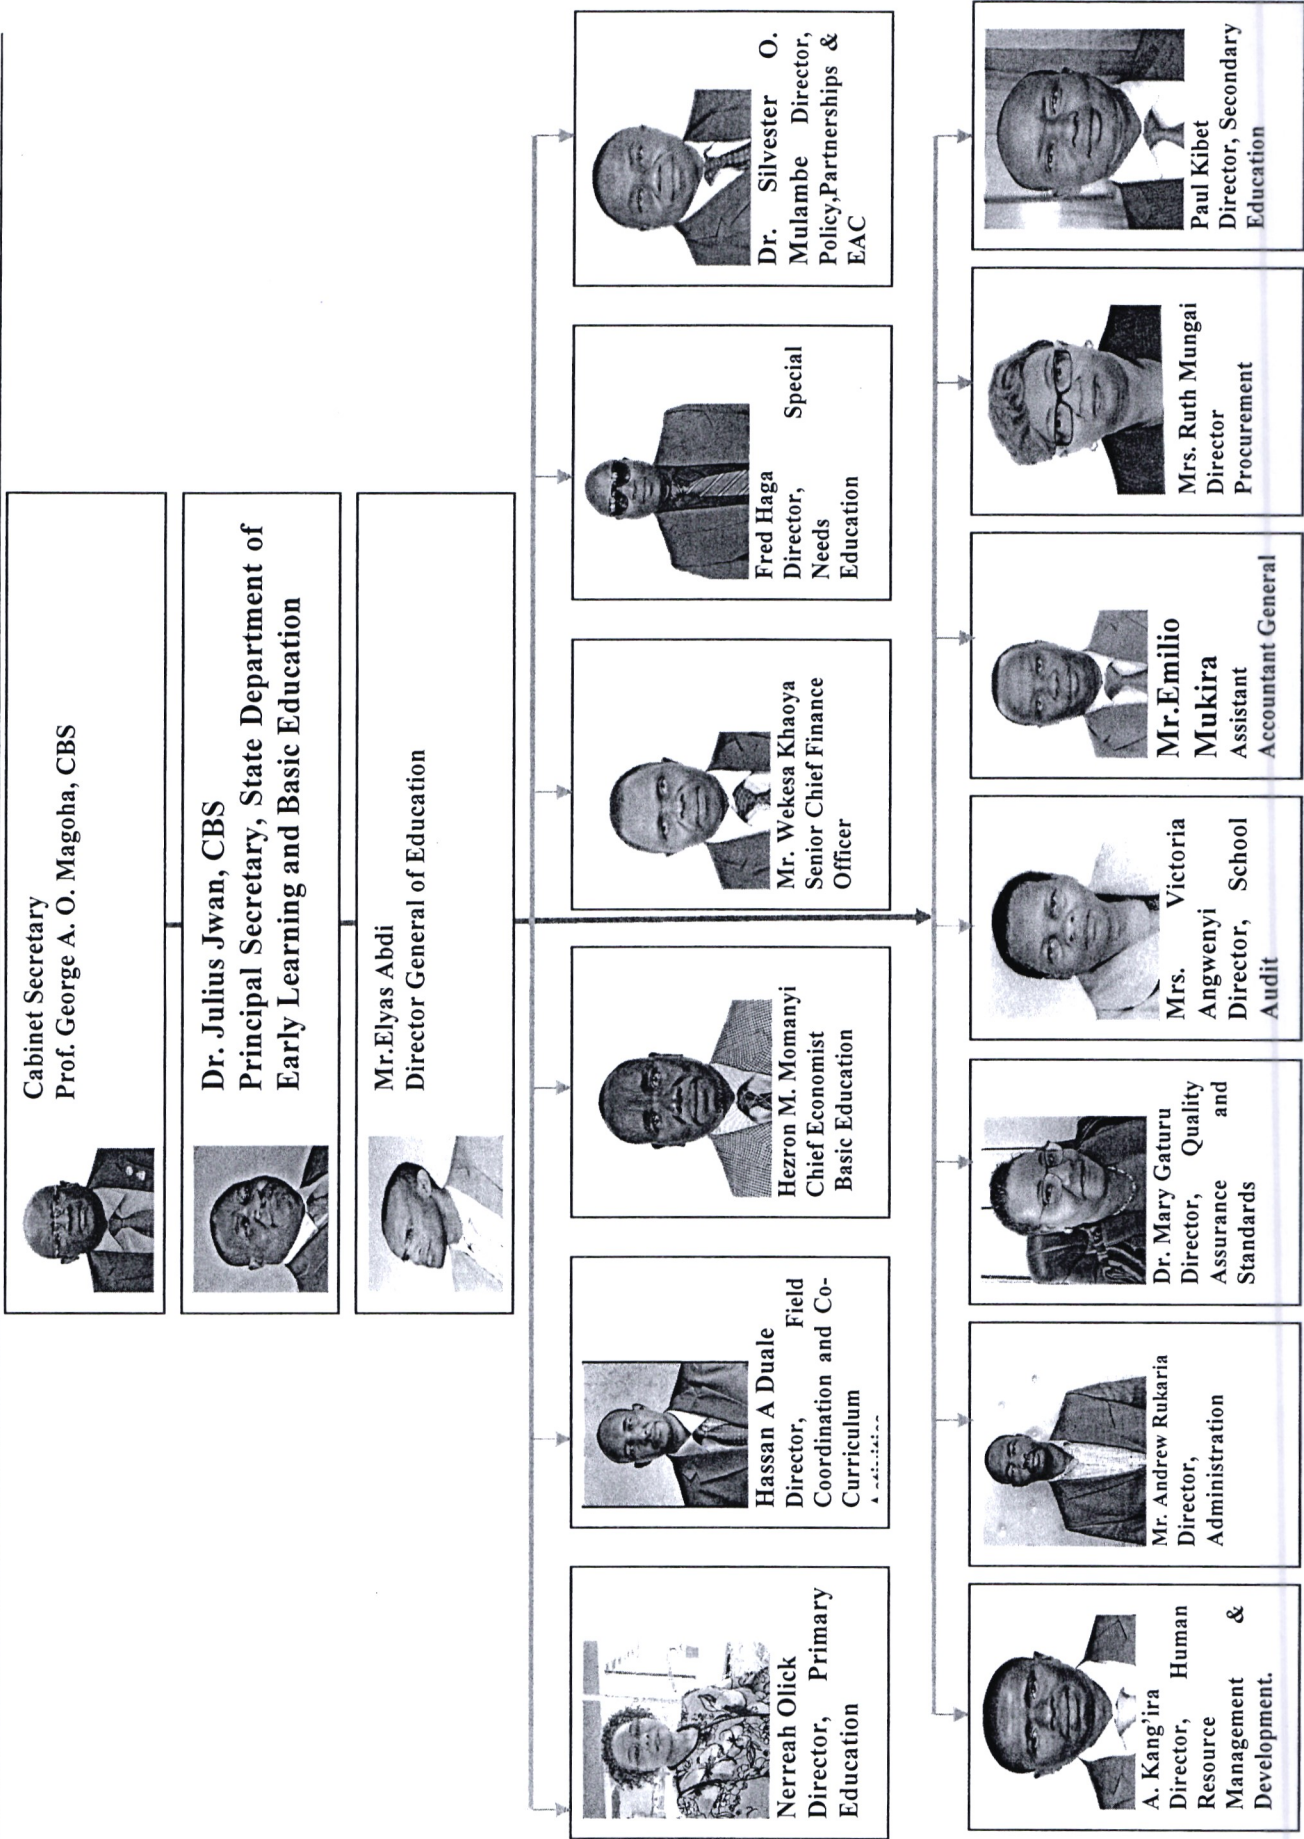 Cabinet Secretary
Prof. George A. O. Magoha, CBS
Dr. Julius Jwan, CBS
Principal Secretary, State Department of
Early Learning and Basic Education
Mr.Elyas Abdi
Director General of Education
Nerreah Olick
Director, Primary
Education
Hassan A Duale
Director, Field
Coordination and Co-
Curriculum
Hezron M. Momanyi
Chief Economist
Basic Education
Mr. Wekesa Khaoya
Senior Chief Finance
Officer
Fred Haga
Director, Special
Needs
Education
Dr. Silvester O.
Mulambe Director,
Policy,Partnerships &
EAC
A. Kang'ira
Director, Human
Resource
Management &
Development.
Mr. Andrew Rukaria
Director,
Administration
Dr. Mary Gaturu
Director, Quality
Assurance and
Standards
Mrs. Victoria
Angwenyi
Director, School
Audit
Mr.Emilio
Mukira
Assistant
Accountant General
Mrs. Ruth Mungai
Director
Procurement
Paul Kibet
Director, Secondary
Education